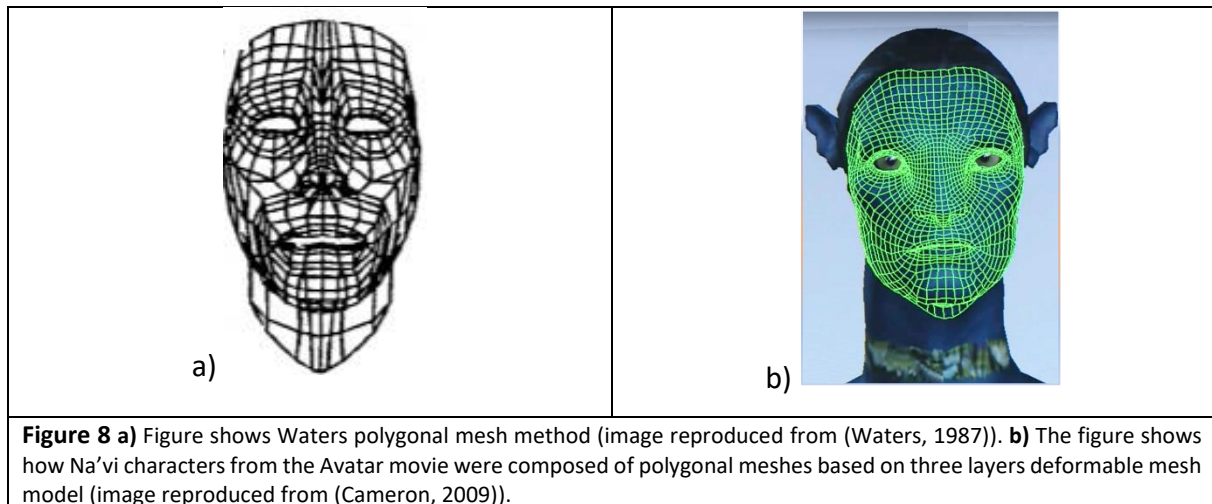 a)
b)
Figure 8 a) Figure shows Waters polygonal mesh method (image reproduced from (Waters, 1987)). b) The figure shows
how Na’vi characters from the Avatar movie were composed of polygonal meshes based on three layers deformable mesh
model (image reproduced from (Cameron, 2009)).